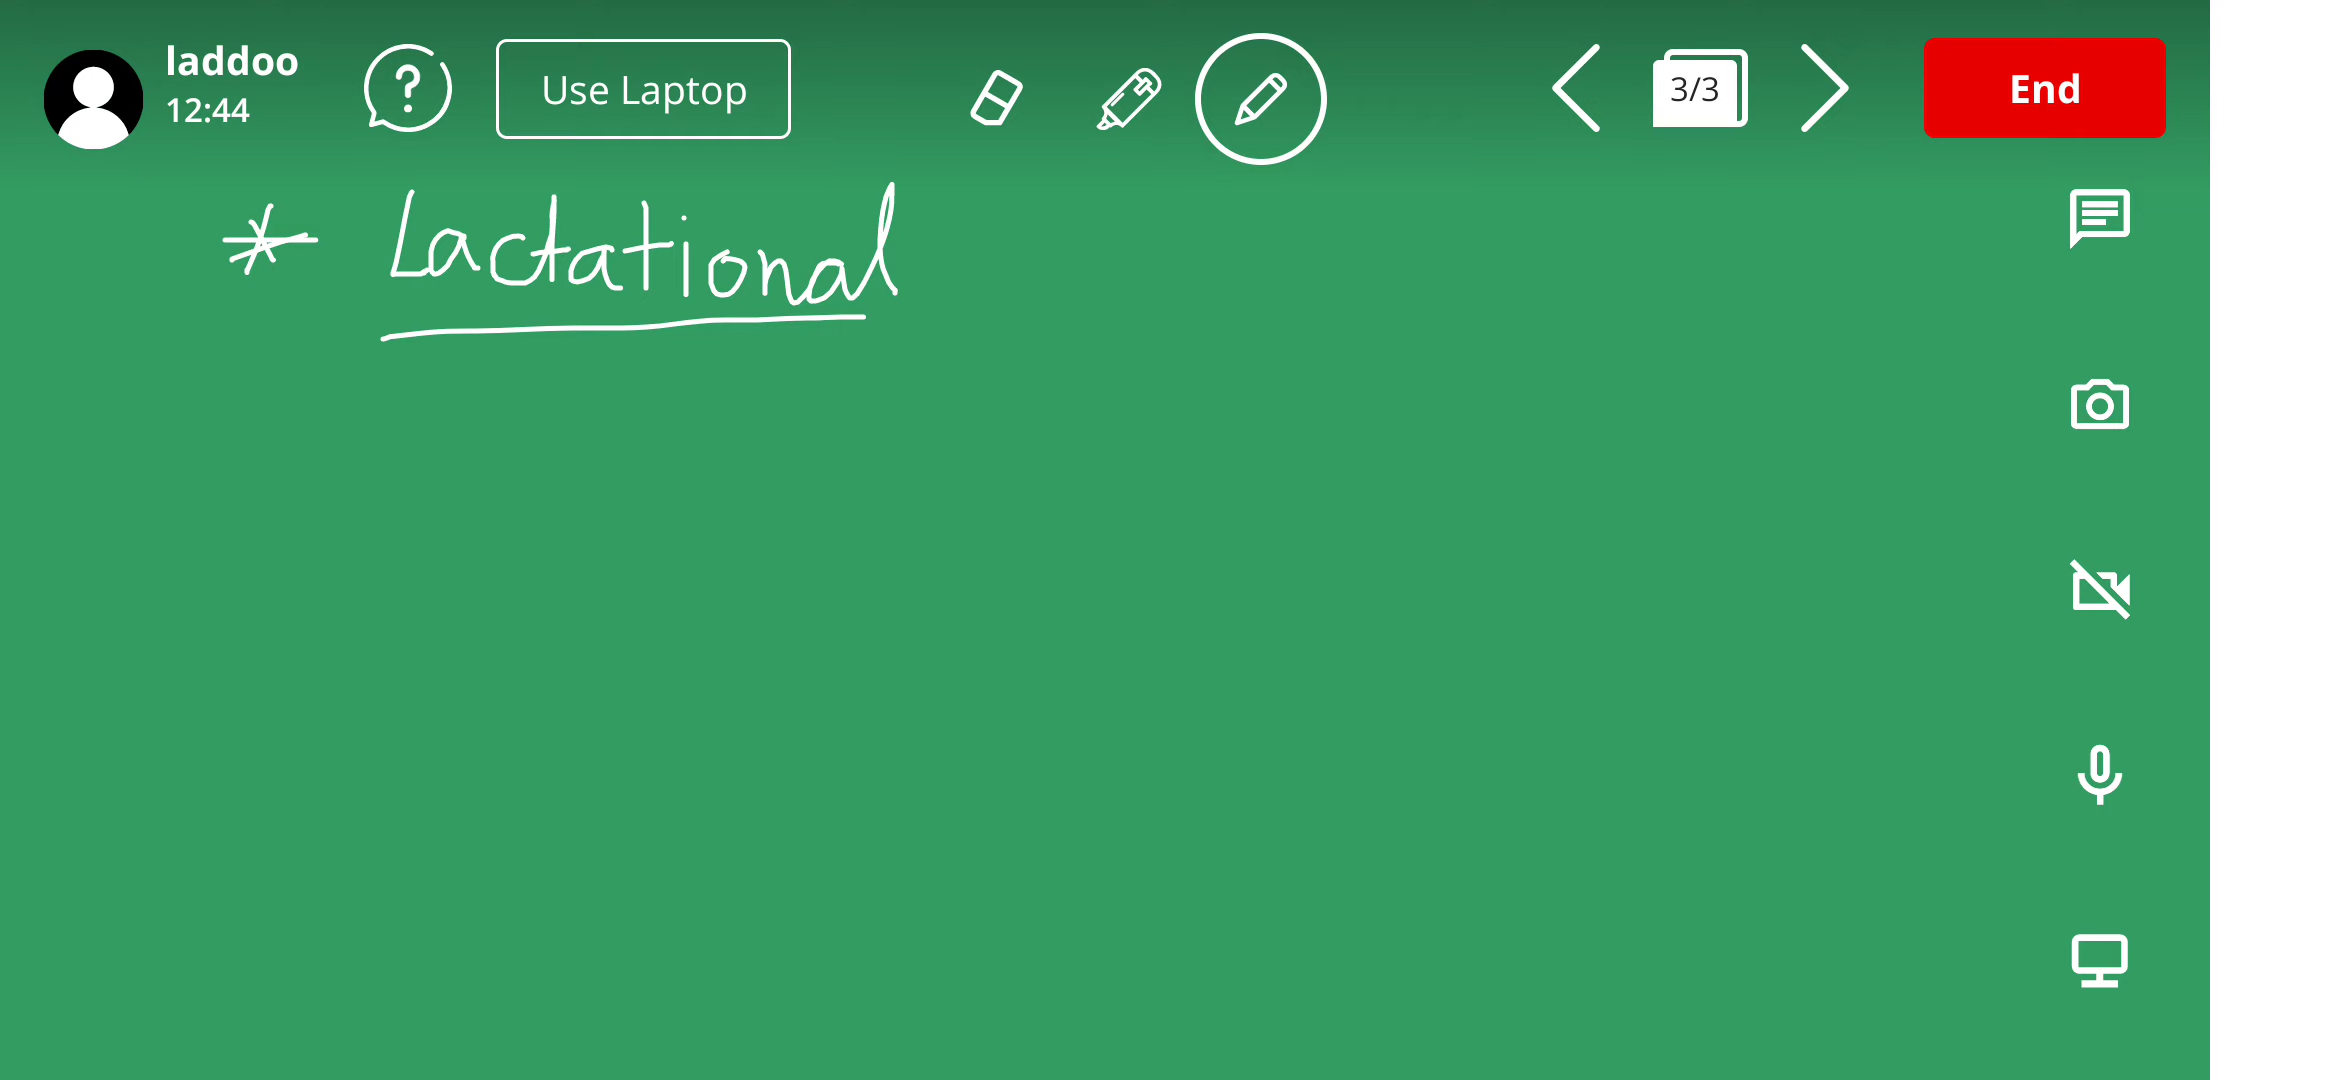 laddoo
12:44
Use Laptop
3/3
End
* Lactational